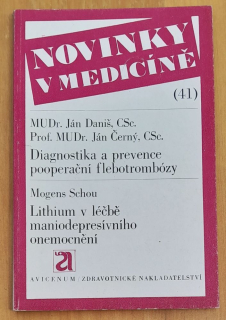 NOVINKY
V MEDICÍNĚ
(41)
MUDr. Ján Daniš, CSc.
Prof. MUDr. Ján Černý, CSc.
Diagnostika a prevence
pooperační flebotrombózy
Mogens Schou
Lithium v léčbě
maniodepresívního
onemocnění
a
AVICENUM / ZDRAVOTNICKÉ NAKLADATELSTVÍ